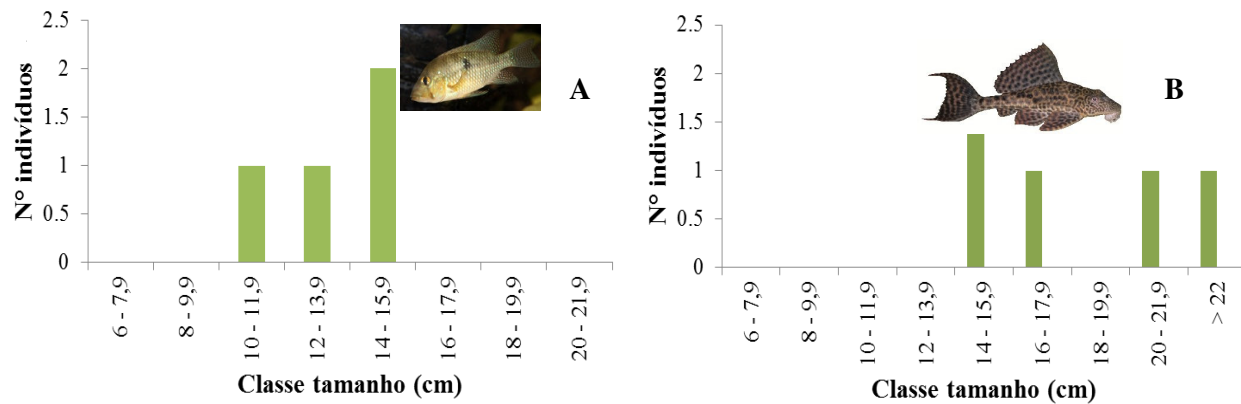 2.5
2
1.5
1
0.5
0
N° indivíduos
6 - 7,9
8 - 9,9
10 - 11,9
12 - 13,9
14 - 15,9
16 - 17,9
18 - 19,9
20 - 21,9
Classe tamanho (cm)
A
2.5
2
1.5
1
0.5
0
N° indivíduos
6 - 7,9
8 - 9,9
10 - 11,9
12 - 13,9
14 - 15,9
16 - 17,9
18 - 19,9
20 - 21,9
> 22
Classe tamanho (cm)
B